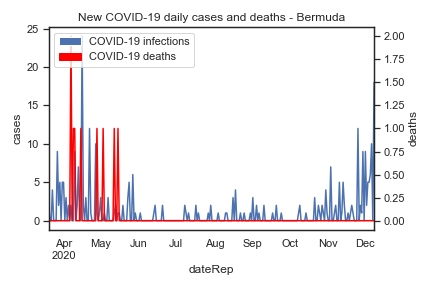 New COVID-19 daily cases and deaths - Bermuda
COVID-19 infections
COVID-19 deaths
25
20
15
10
5
0
cases
2.00
1.75
1.50
1.25
1.00
0.75
0.50
0.25
0.00
deaths
Apr May Jun Jul Aug Sep Oct Nov Dec
2020
dateRep